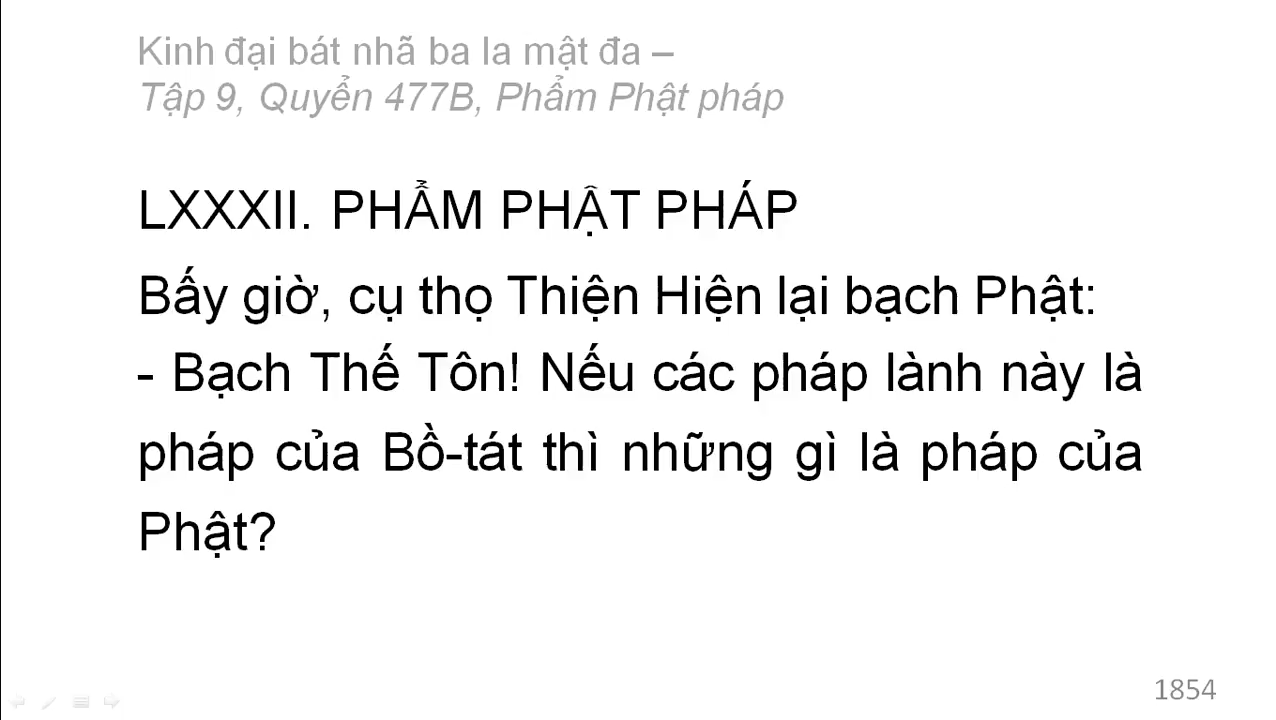 Kinh đại bát nhã ba la mật đa –
Tập 9, Quyển 477B, Phẩm Phật pháp
LXXXII. PHẨM PHẬT PHÁP
Bấy giờ, cụ thọ Thiện Hiện lại bạch Phật:
- Bạch Thế Tôn! Nếu các pháp lành này là
pháp của Bồ-tát thì những gì là pháp của
Phật?
1854